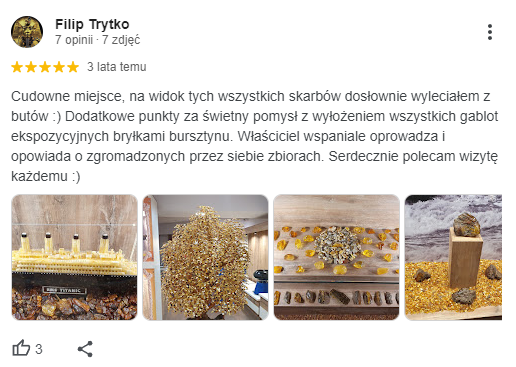 Filip Trytko
7 opinii · 7 zdjęć
3 lata temu
Cudowne miejsce, na widok tych wszystkich skarbów dosłownie wyleciałem z
butów :) Dodatkowe punkty za świetny pomysł z wyłożeniem wszystkich gablot
ekspozycyjnych bryłkami bursztynu. Właściciel wspaniale oprowadza i
opowiada o zgromadzonych przez siebie zbiorach. Serdecznie polecam wizytę
każdemu :)
TITANIC
3